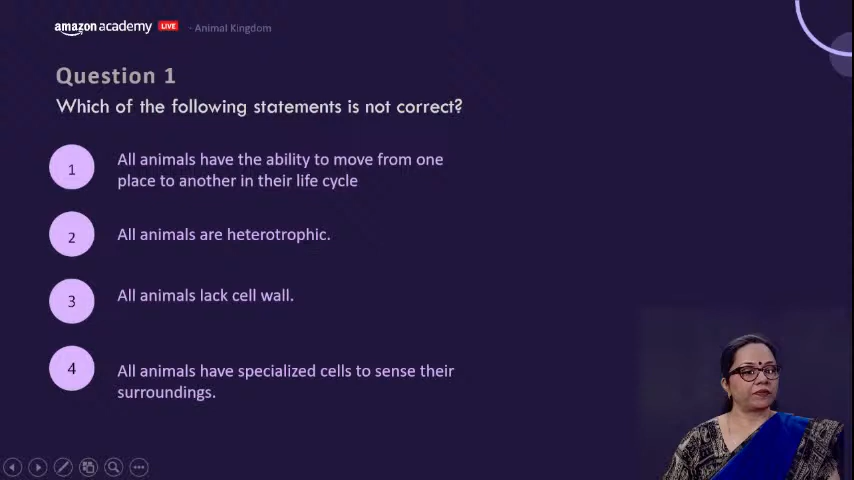 amazon academy LIVE - Animal Kingdom
Question 1
Which of the following statements is not correct?
1 All animals have the ability to move from one
place to another in their life cycle
2 All animals are heterotrophic.
3 All animals lack cell wall.
4 All animals have specialized cells to sense their
surroundings.